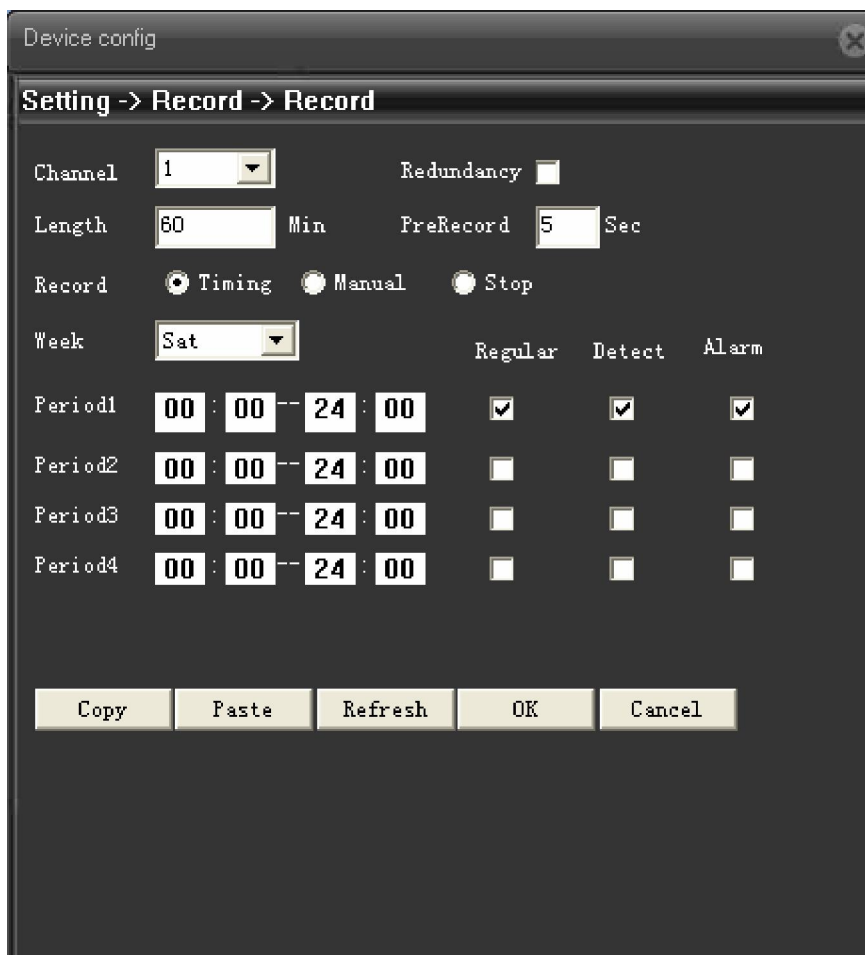 Device config
Setting -> Record -> Record
Channel 1 Redundancy
Length 60 Min PreRecord 5 Sec
Record Timing Manual Stop
Week Sat Regular Detect Alarm
Period1 00 : 00 -- 24 : 00
Period2 00 : 00 -- 24 : 00
Period3 00 : 00 -- 24 : 00
Period4 00 : 00 -- 24 : 00
Copy Paste Refresh OK Cancel